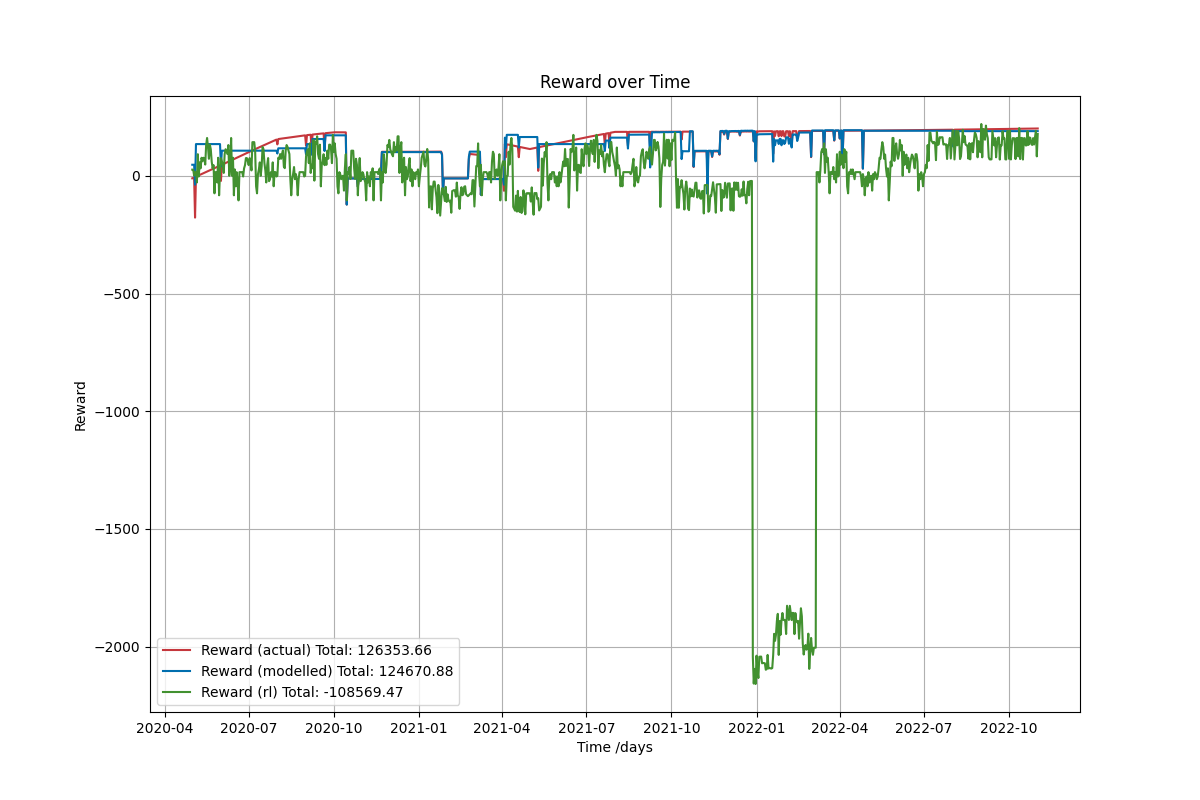 Reward over Time
Reward
0
−500
−1000
−1500
−2000
Reward (actual) Total: 126353.66
Reward (modelled) Total: 124670.88
Reward (rl) Total: -108569.47
2020-04
2020-07
2020-10
2021-01
2021-04
2021-07
2021-10
2022-01
2022-04
2022-07
2022-10
Time /days